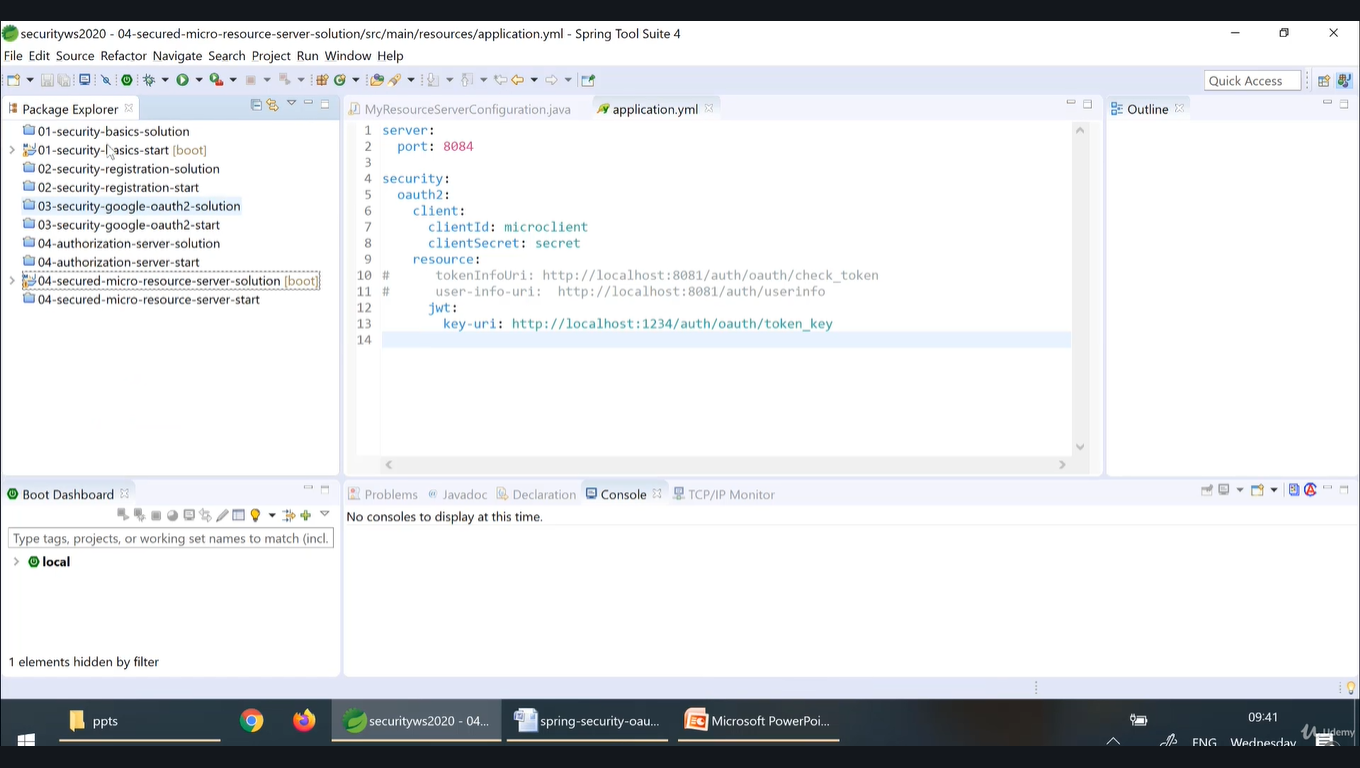 securityws2020 - 04-secured-micro-resource-server-solution/src/main/resources/application.yml - Spring Tool Suite 4
File Edit Source Refactor Navigate Search Project Run Window Help
Quick Access
Package Explorer
01-security-basics-solution
01-security-basics-start [boot]
02-security-registration-solution
02-security-registration-start
03-security-google-oauth2-solution
03-security-google-oauth2-start
04-authorization-server-solution
04-authorization-server-start
04-secured-micro-resource-server-solution [boot]
04-secured-micro-resource-server-start
MyResourceServerConfiguration.java application.yml
1 server:
2 port: 8084
3
4 security:
5 oauth2:
6 client:
7 clientId: microclient
8 clientSecret: secret
9 resource:
10 # tokenInfoUri: http://localhost:8081/auth/oauth/check_token
11 # user-info-uri: http://localhost:8081/auth/userinfo
12 jwt:
13 key-uri: http://localhost:1234/auth/oauth/token_key
14
Outline
Boot Dashboard
Type tags, projects, or working set names to match (incl.
local
1 elements hidden by filter
Problems Javadoc Declaration Console TCP/IP Monitor
No consoles to display at this time.
ppts securityws2020 - 04... spring-security-oau... Microsoft PowerPoi...
09:41
ENG Wednesday
Udemy